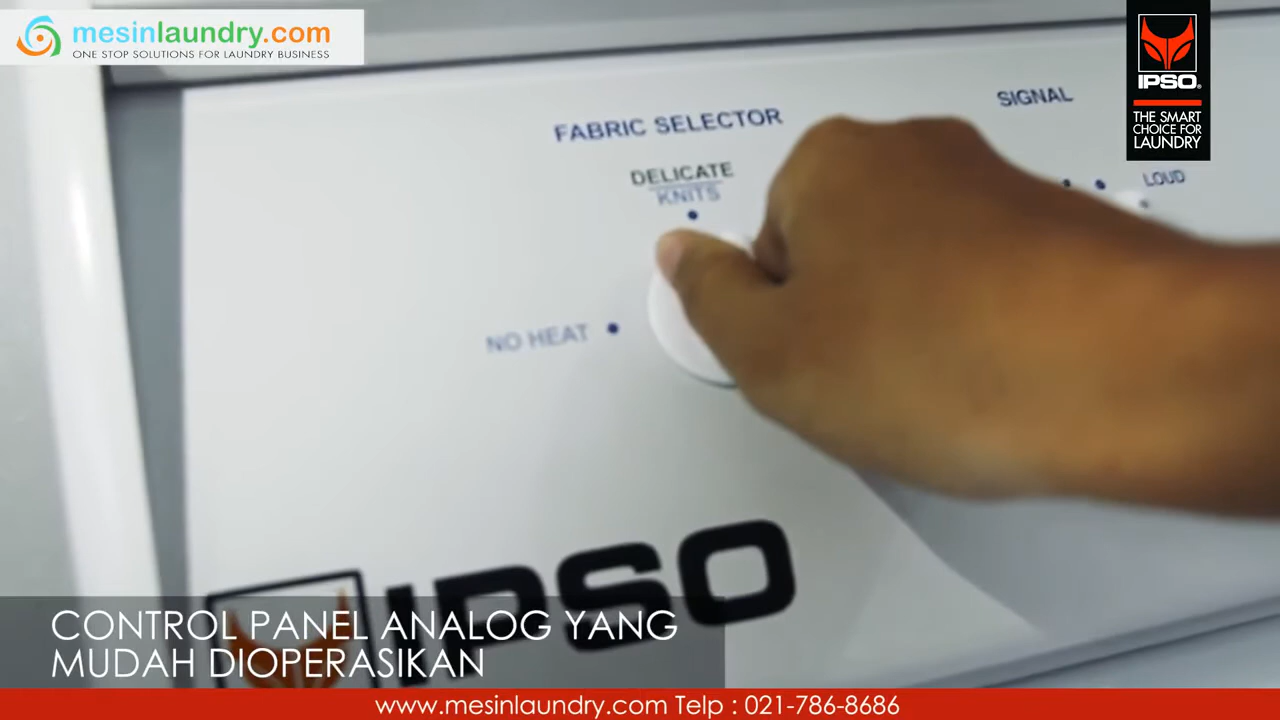 mesinlaundry.com
ONE STOP SOLUTIONS FOR LAUNDRY BUSINESS
IPSO
THE SMART
CHOICE FOR
LAUNDRY
FABRIC SELECTOR
SIGNAL
DELICATE
KNITS
LOUD
NO HEAT
IPSO
CONTROL PANEL ANALOG YANG
MUDAH DIOPERASIKAN
www.mesinlaundry.com Telp : 021-786-8686